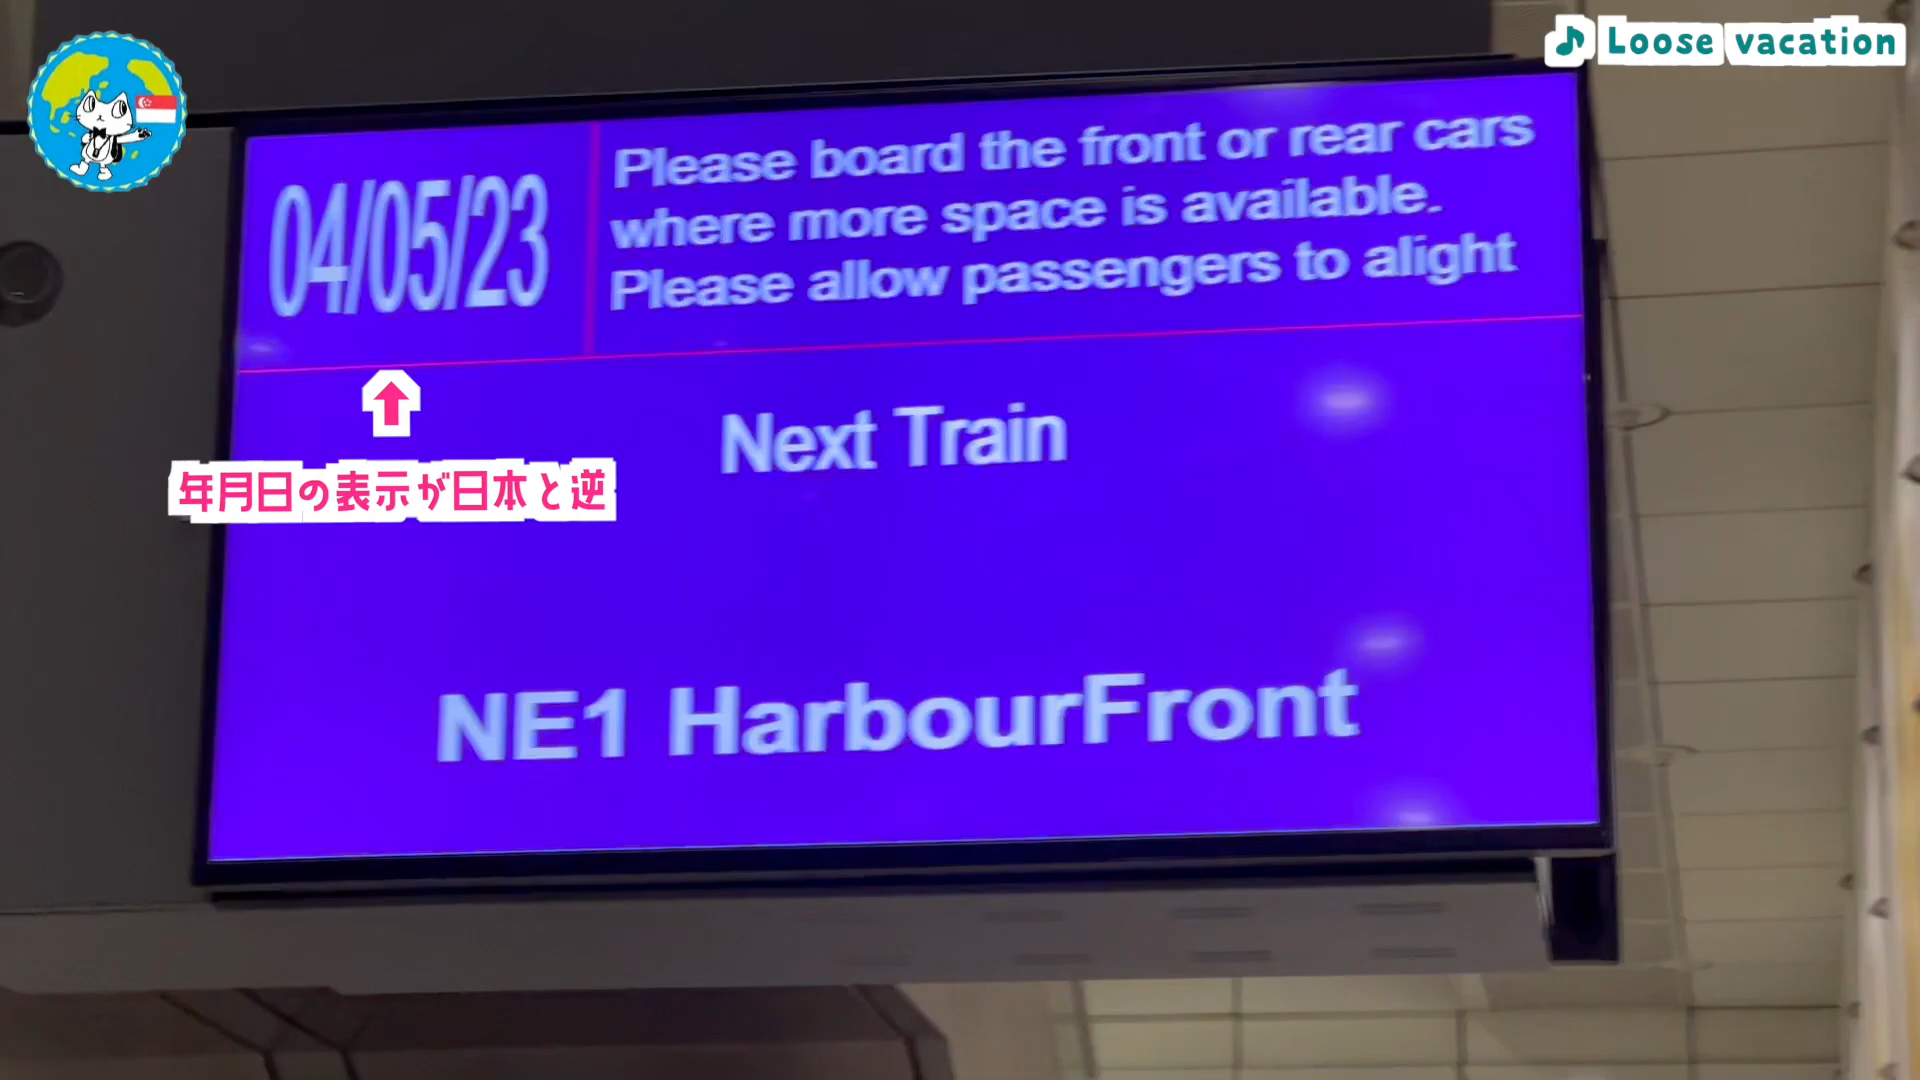 ♪ Loose vacation
04/05/23
Please board the front or rear cars
where more space is available.
Please allow passengers to alight
年月日の表示が日本と逆
Next Train
NE1 HarbourFront